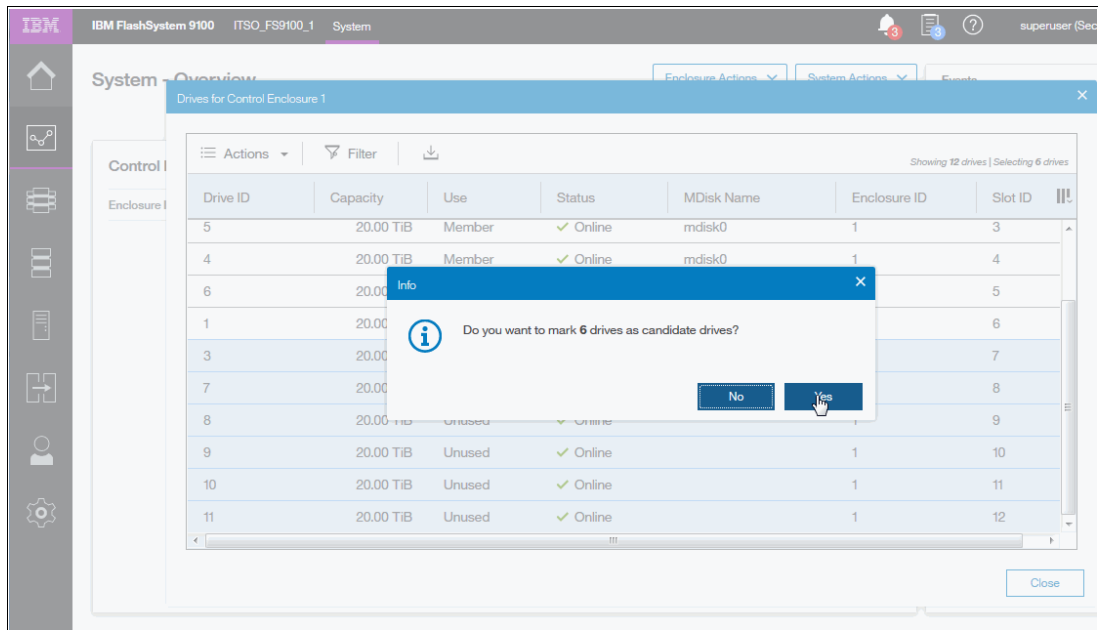 IBM
IBM FlashSystem 9100 ITSO_FS9100_1 System
3 3 ? superuser (Sec
System - Overview
Enclosure Actions System Actions Events
Drives for Control Enclosure 1
Actions Filter
Showing 12 drives | Selecting 6 drives
Control
Enclosure I
Drive ID Capacity Use Status MDisk Name Enclosure ID Slot ID
5 20.00 TiB Member Online mdisk0 1 3
4 20.00 TiB Member Online mdisk0 1 4
6 20.00 5
1 20.00 6
3 20.00 7
7 20.00 8
8 20.00 TiB Unused Online 1 9
9 20.00 TiB Unused Online 1 10
10 20.00 TiB Unused Online 1 11
11 20.00 TiB Unused Online 1 12
Info
Do you want to mark 6 drives as candidate drives?
No Yes
Close